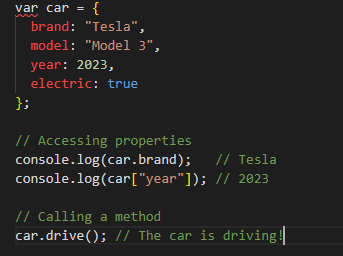 var car = {
  brand: "Tesla",
  model: "Model 3",
  year: 2023,
  electric: true
};

// Accessing properties
console.log(car.brand);   // Tesla
console.log(car["year"]); // 2023

// Calling a method
car.drive(); // The car is driving!